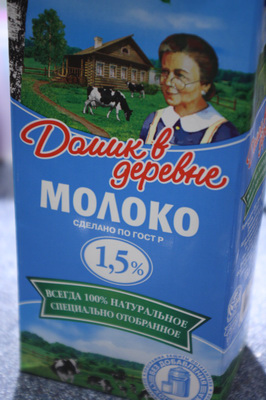 Домик в
деревне
МОЛОКО
СДЕЛАНО ПО ГОСТ Р
1,5%
ВСЕГДА 100% НАТУРАЛЬНОЕ
СПЕЦИАЛЬНО ОТОБРАННОЕ